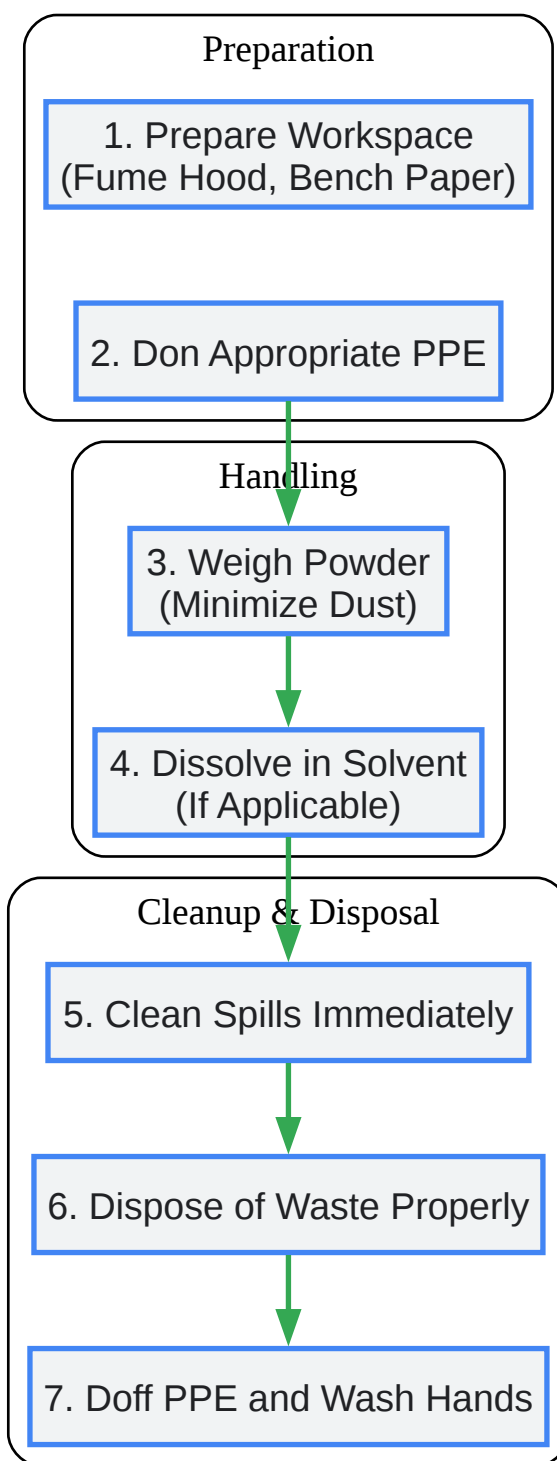 Preparation
1. Prepare Workspace
(Fume Hood, Bench Paper)
2. Don Appropriate PPE
Handling
3. Weigh Powder
(Minimize Dust)
4. Dissolve in Solvent
(If Applicable)
Cleanup & Disposal
5. Clean Spills Immediately
6. Dispose of Waste Properly
7. Doff PPE and Wash Hands